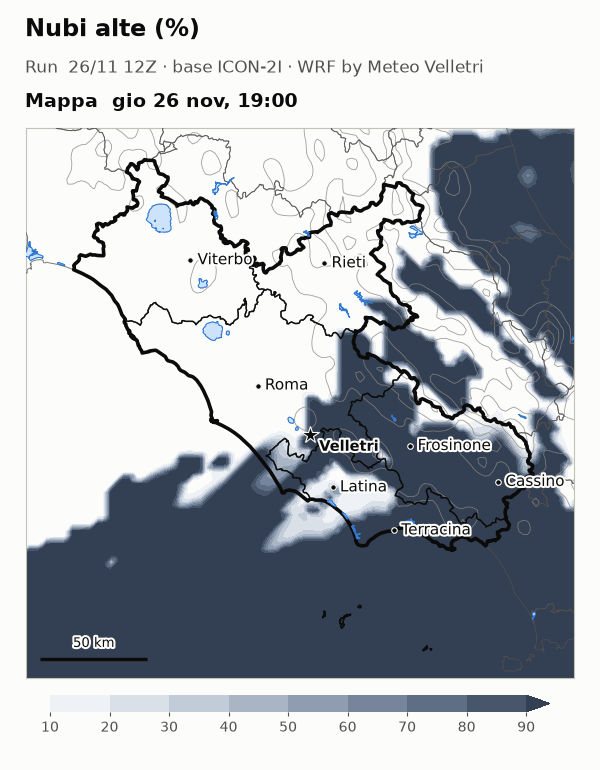 Nubi alte (%)
Run  26/11 12Z · base ICON-2I · WRF by Meteo Velletri
Mappa  gio 26 nov, 19:00
Viterbo
Rieti
Roma
Velletri
Frosinone
Cassino
Latina
Terracina
50 km
10 20 30 40 50 60 70 80 90